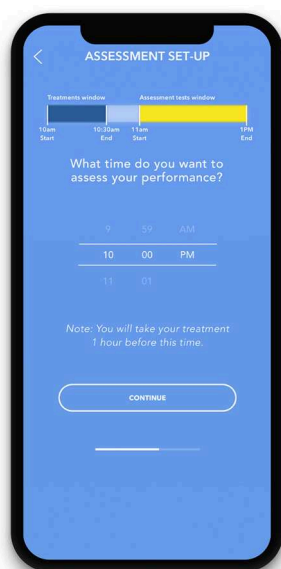 ASSESSMENT SET-UP
Treatments window Assessment tests window
10am 10:30am 11am 1PM
Start End Start End
What time do you want to
assess your performance?
9 59 AM
10 00 PM
11 01
Note: You will take your treatment
1 hour before this time.
CONTINUE